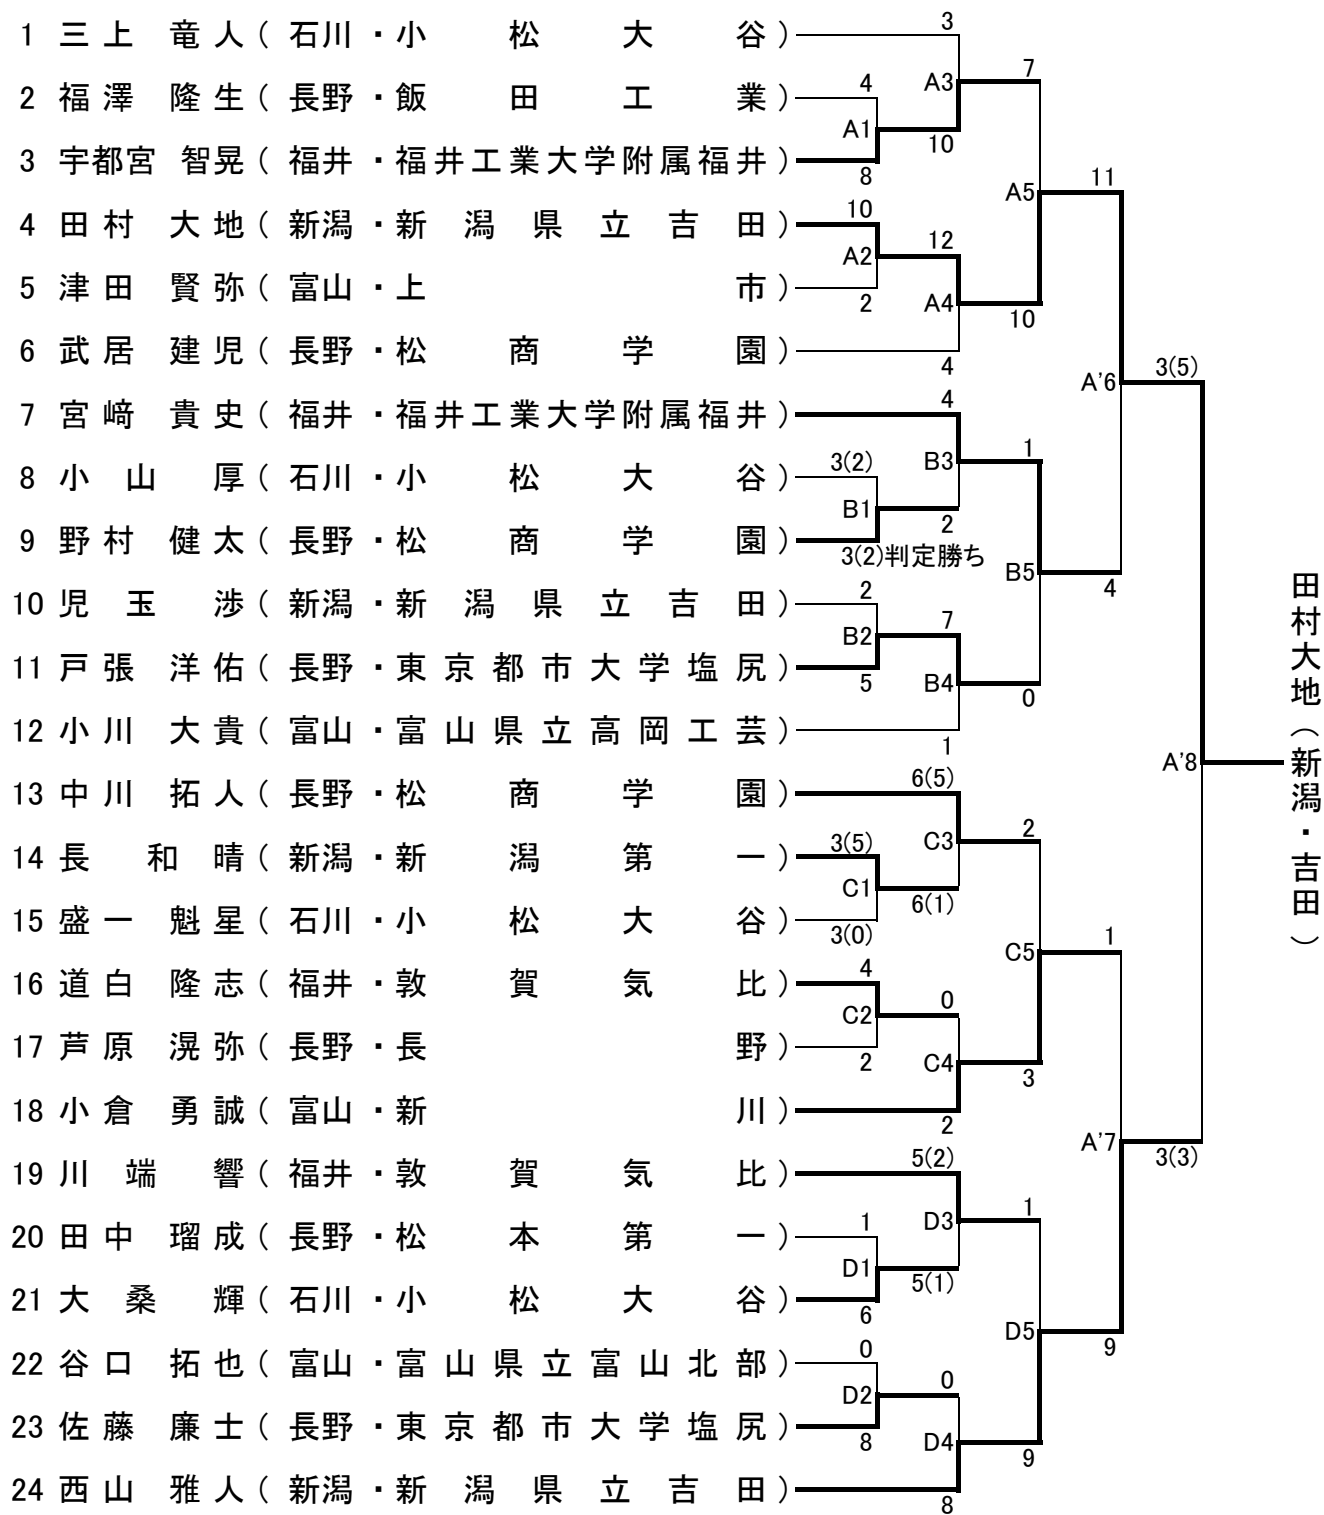 1 三上 竜人 ( 石川 ・ 小松大谷 ) 3
2 福澤 隆生 ( 長野 ・ 飯田工業 ) 4 A3 7
A1 10
3 宇都宮 智晃 ( 福井 ・ 福井工業大学附属福井 ) 8 A5 11
4 田村 大地 ( 新潟 ・ 新潟県立吉田 ) 10 12
A2
5 津田 賢弥 ( 富山 ・ 上市 ) 2 A4 10
6 武居 建児 ( 長野 ・ 松商学園 ) 4 A'6 3(5)
7 宮﨑 貴史 ( 福井 ・ 福井工業大学附属福井 ) 4
8 小山 厚 ( 石川 ・ 小松大谷 ) 3(2) B3 1
B1 2
9 野村 健太 ( 長野 ・ 松商学園 ) 3(2)判定勝ち B5 4
10 児玉 渉 ( 新潟 ・ 新潟県立吉田 ) 2 7
B2
11 戸張 洋佑 ( 長野 ・ 東京都市大学塩尻 ) 5 B4 0
12 小川 大貴 ( 富山 ・ 富山県立高岡工芸 ) 1 A'8
田村大地（新潟・吉田）
13 中川 拓人 ( 長野 ・ 松商学園 ) 6(5) 2
14 長 和晴 ( 新潟 ・ 新潟第一 ) 3(5) C3
C1 6(1)
15 盛一 魁星 ( 石川 ・ 小松大谷 ) 3(0) C5 1
16 道白 隆志 ( 福井 ・ 敦賀気比 ) 4 0
C2
17 芦原 滉弥 ( 長野 ・ 長野 ) 2 C4 3
18 小倉 勇誠 ( 富山 ・ 新川 ) 2 A'7 3(3)
19 川端 響 ( 福井 ・ 敦賀気比 ) 5(2)
20 田中 瑠成 ( 長野 ・ 松本第一 ) 1 D3 1
D1 5(1)
21 大桑 輝 ( 石川 ・ 小松大谷 ) 6 D5 9
22 谷口 拓也 ( 富山 ・ 富山県立富山北部 ) 0 0
D2
23 佐藤 廉士 ( 長野 ・ 東京都市大学塩尻 ) 8 D4 9
24 西山 雅人 ( 新潟 ・ 新潟県立吉田 ) 8